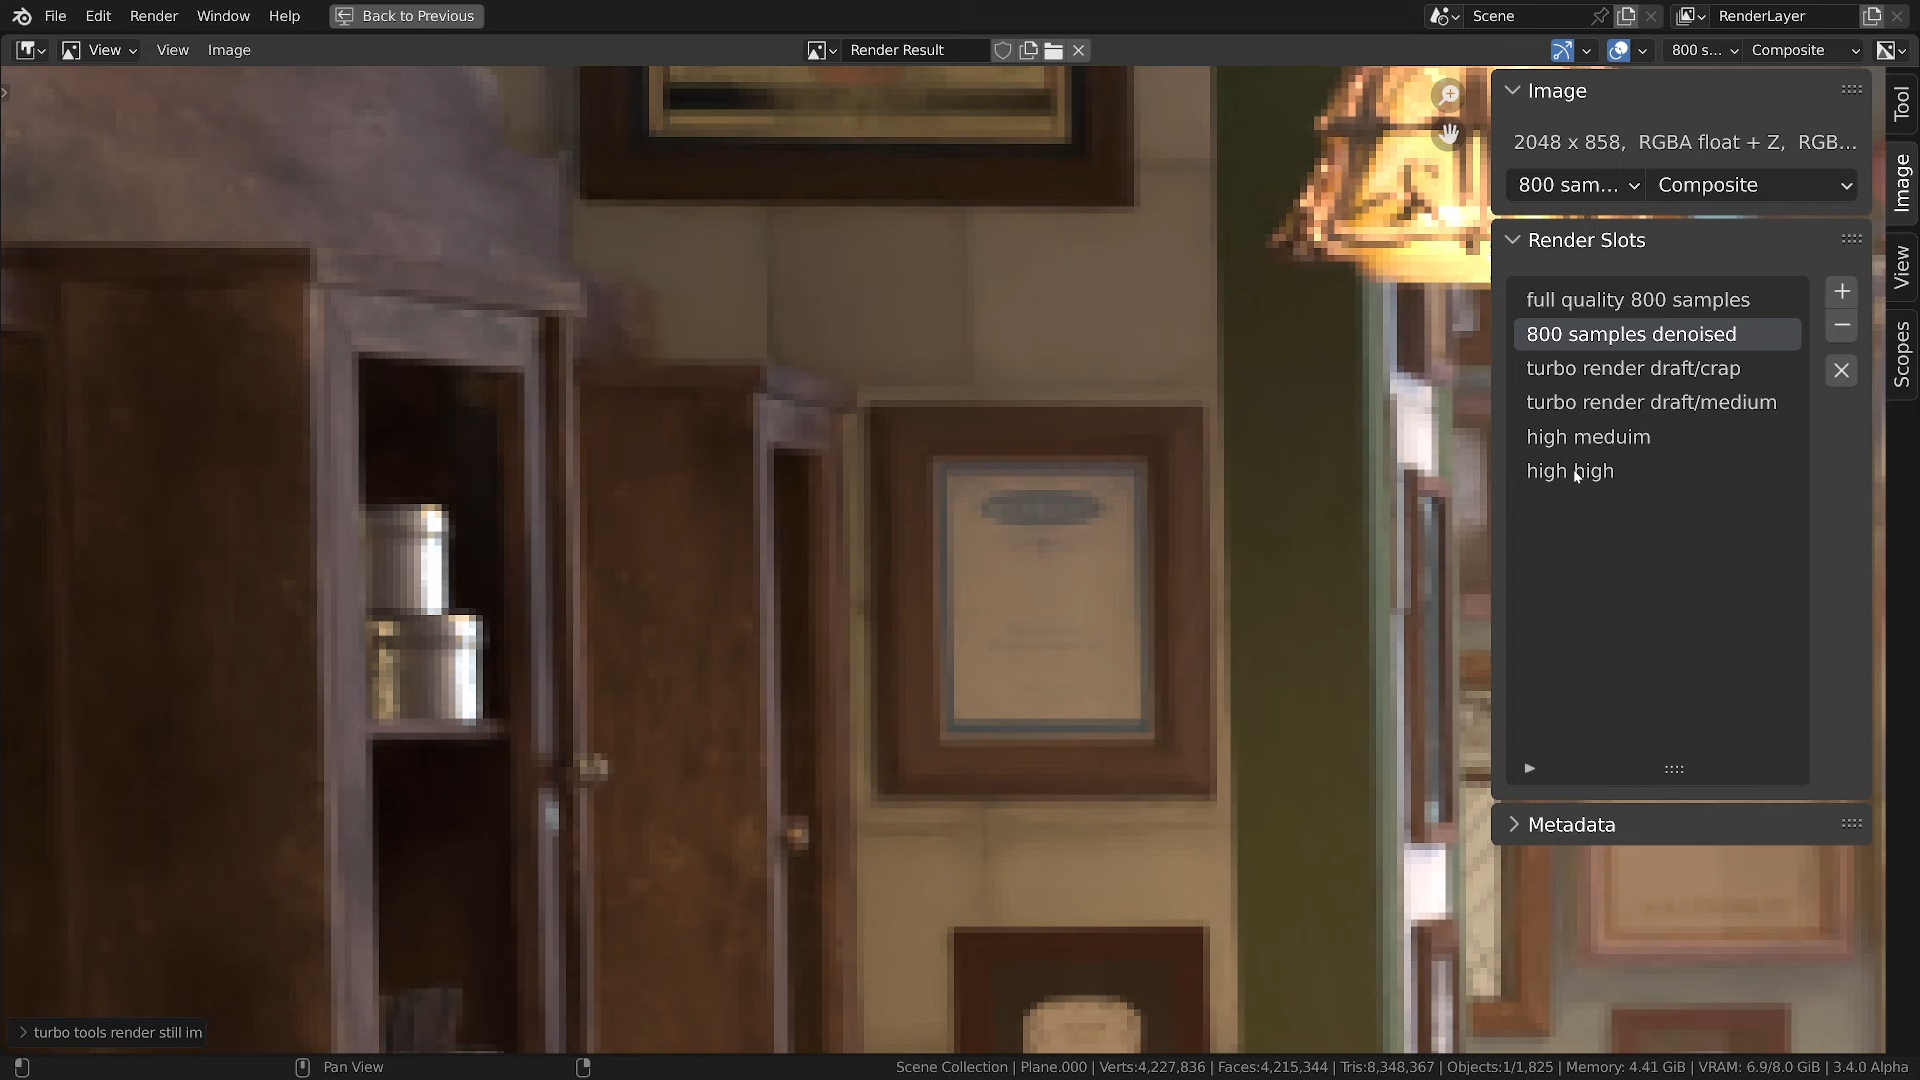 File Edit Render Window Help Back to Previous Scene RenderLayer
View View Image Render Result 800 s... Composite
Image
2048 x 858, RGBA float + Z, RGB...
800 sam... Composite
Render Slots
full quality 800 samples
800 samples denoised
turbo render draft/crap
turbo render draft/medium
high meduim
high high
Metadata
Tool
Image
View
Scopes
turbo tools render still im
Pan View Scene Collection | Plane.000 | Verts:4,227,836 | Faces:4,215,344 | Tris:8,348,367 | Objects:1/1,825 | Memory: 4.41 GiB | VRAM: 6.9/8.0 GiB | 3.4.0 Alpha